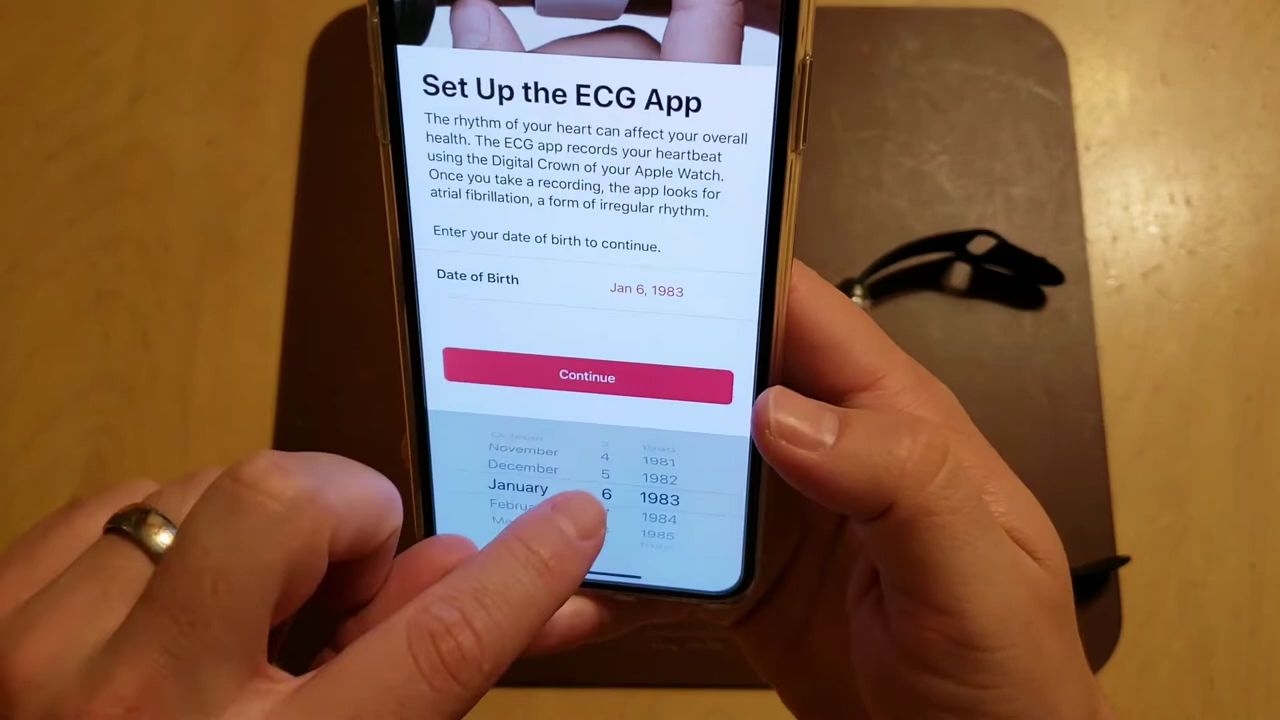 Set Up the ECG App
The rhythm of your heart can affect your overall
health. The ECG app records your heartbeat
using the Digital Crown of your Apple Watch.
Once you take a recording, the app looks for
atrial fibrillation, a form of irregular rhythm.
Enter your date of birth to continue.
Date of Birth Jan 6, 1983
Continue
November 4 1981
December 5 1982
January 6 1983
1984
1985